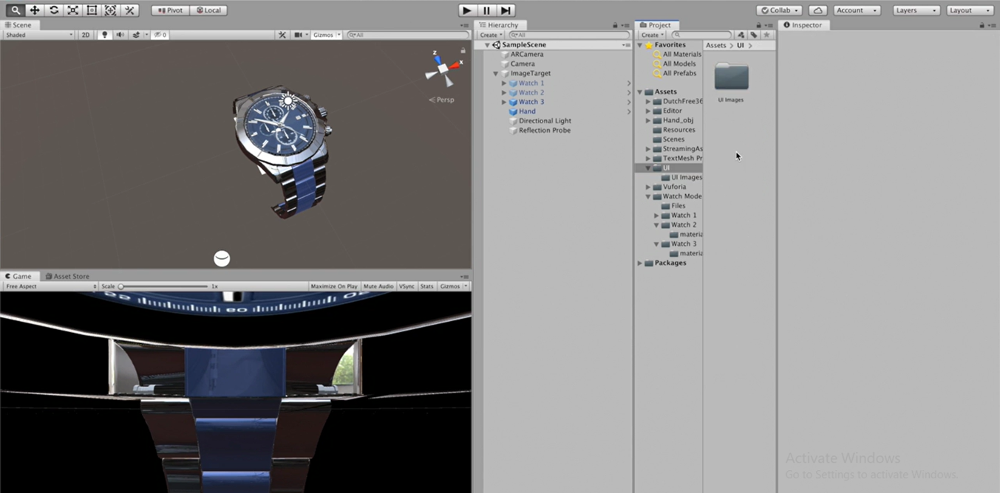 Pivot Local Collab Account Layers Layout
Scene
Shaded 2D 0 Gizmos All
Persp
Game Asset Store
Free Aspect Scale 1x Maximize On Play Mute Audio VSync Stats Gizmos
60
Hierarchy
Create All
SampleScene
ARCamera
Camera
ImageTarget
Watch 1
Watch 2
Watch 3
Hand
Directional Light
Reflection Probe
Project
Create
Favorites
All Materials
All Models
All Prefabs
Assets
DutchFree36
Editor
Hand_obj
Resources
Scenes
StreamingAs
TextMesh Pr
UI
UI Images
Vuforia
Watch Mode
Files
Watch 1
Watch 2
materia
Watch 3
materia
Packages
Assets > UI >
UI Images
Inspector
Activate Windows
Go to Settings to activate Windows.
z
x